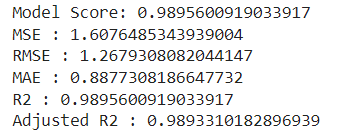 Model Score: 0.9895600919033917
MSE : 1.6076485343939004
RMSE : 1.2679308082044147
MAE : 0.8877308186647732
R2 : 0.9895600919033917
Adjusted R2 : 0.9893310182896939